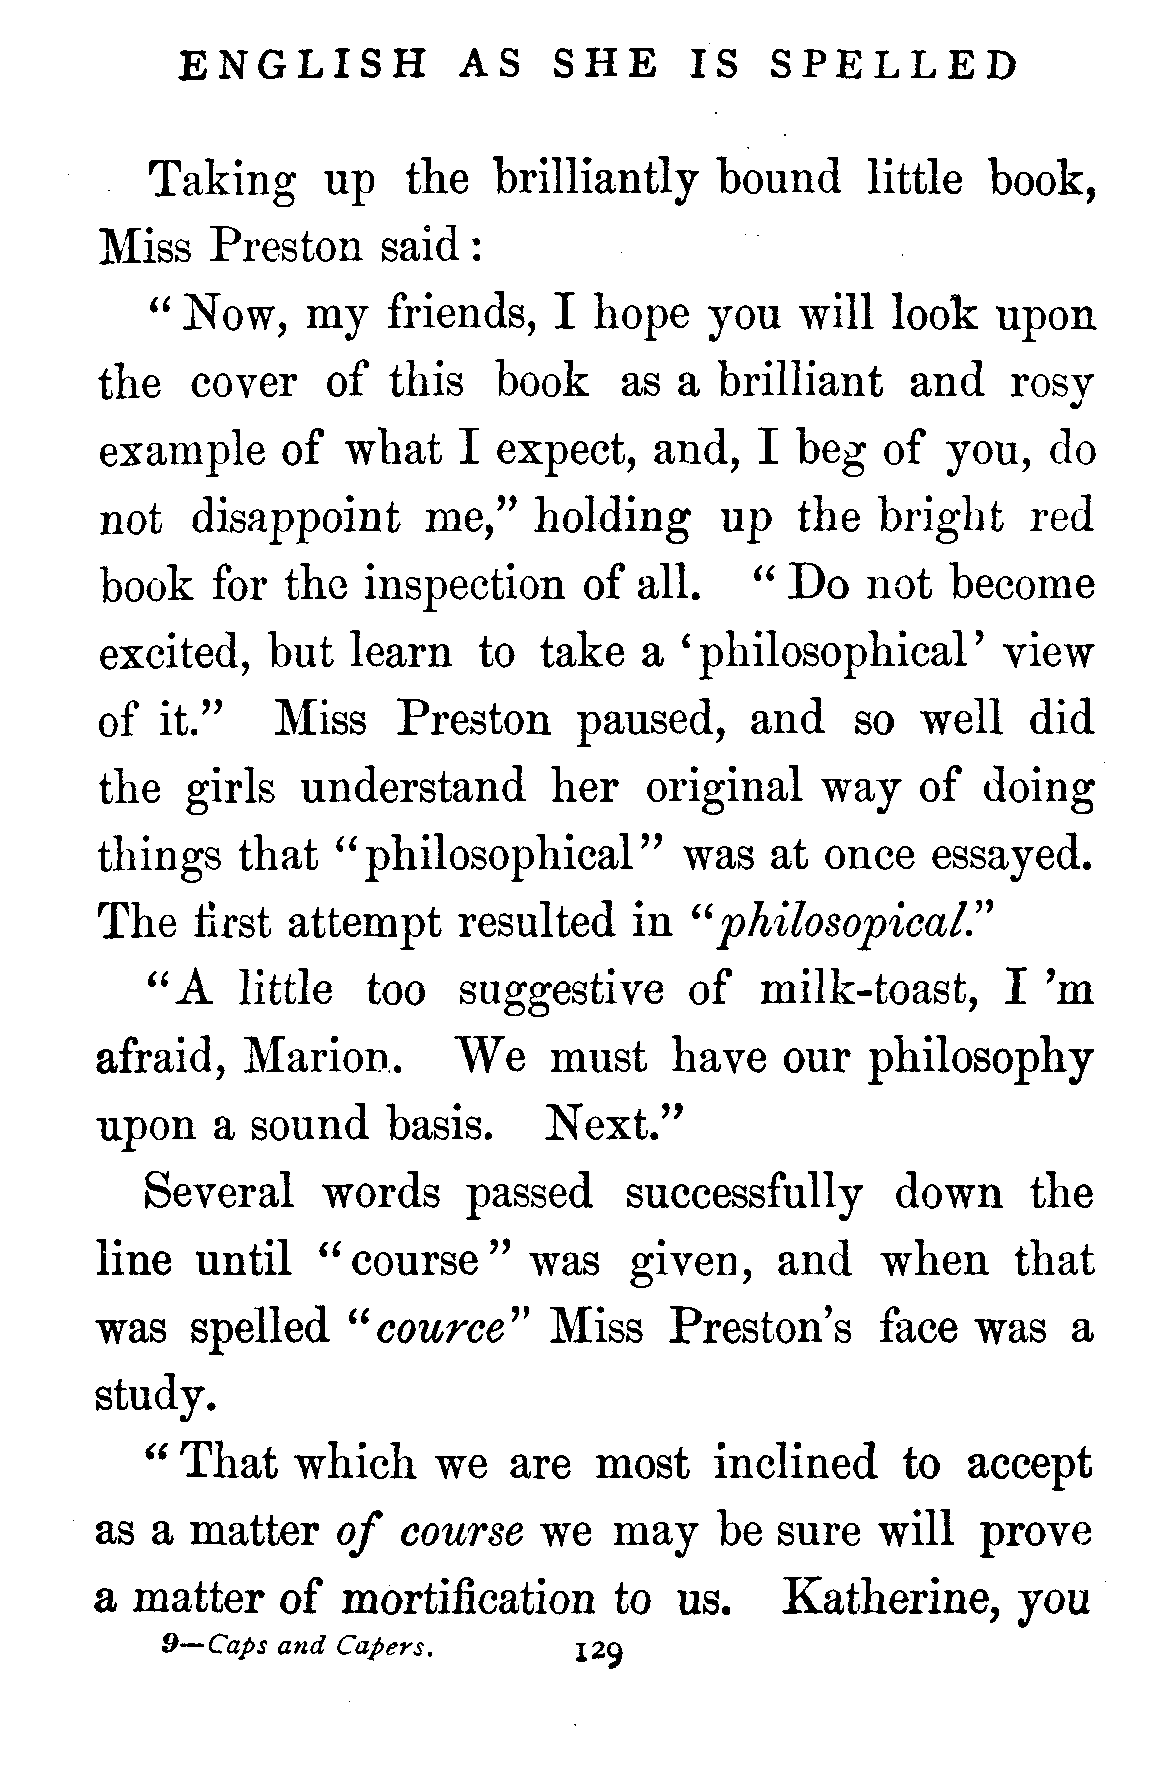 ENGLISH AS SHE IS SPELLED
Taking up the brilliantly bound little book,
Miss Preston said:
“Now, my friends, I hope you will look upon
the cover of this book as a brilliant and rosy
example of what I expect, and, I beg of you, do
not disappoint me,” holding up the bright red
book for the inspection of all. “Do not become
excited, but learn to take a ‘philosophical’ view
of it.” Miss Preston paused, and so well did
the girls understand her original way of doing
things that “philosophical” was at once essayed.
The first attempt resulted in “philosopical.”
“A little too suggestive of milk-toast, I ’m
afraid, Marion. We must have our philosophy
upon a sound basis. Next.”
Several words passed successfully down the
line until “course” was given, and when that
was spelled “cource” Miss Preston’s face was a
study.
“That which we are most inclined to accept
as a matter of course we may be sure will prove
a matter of mortification to us. Katherine, you
9—Caps and Capers. 129